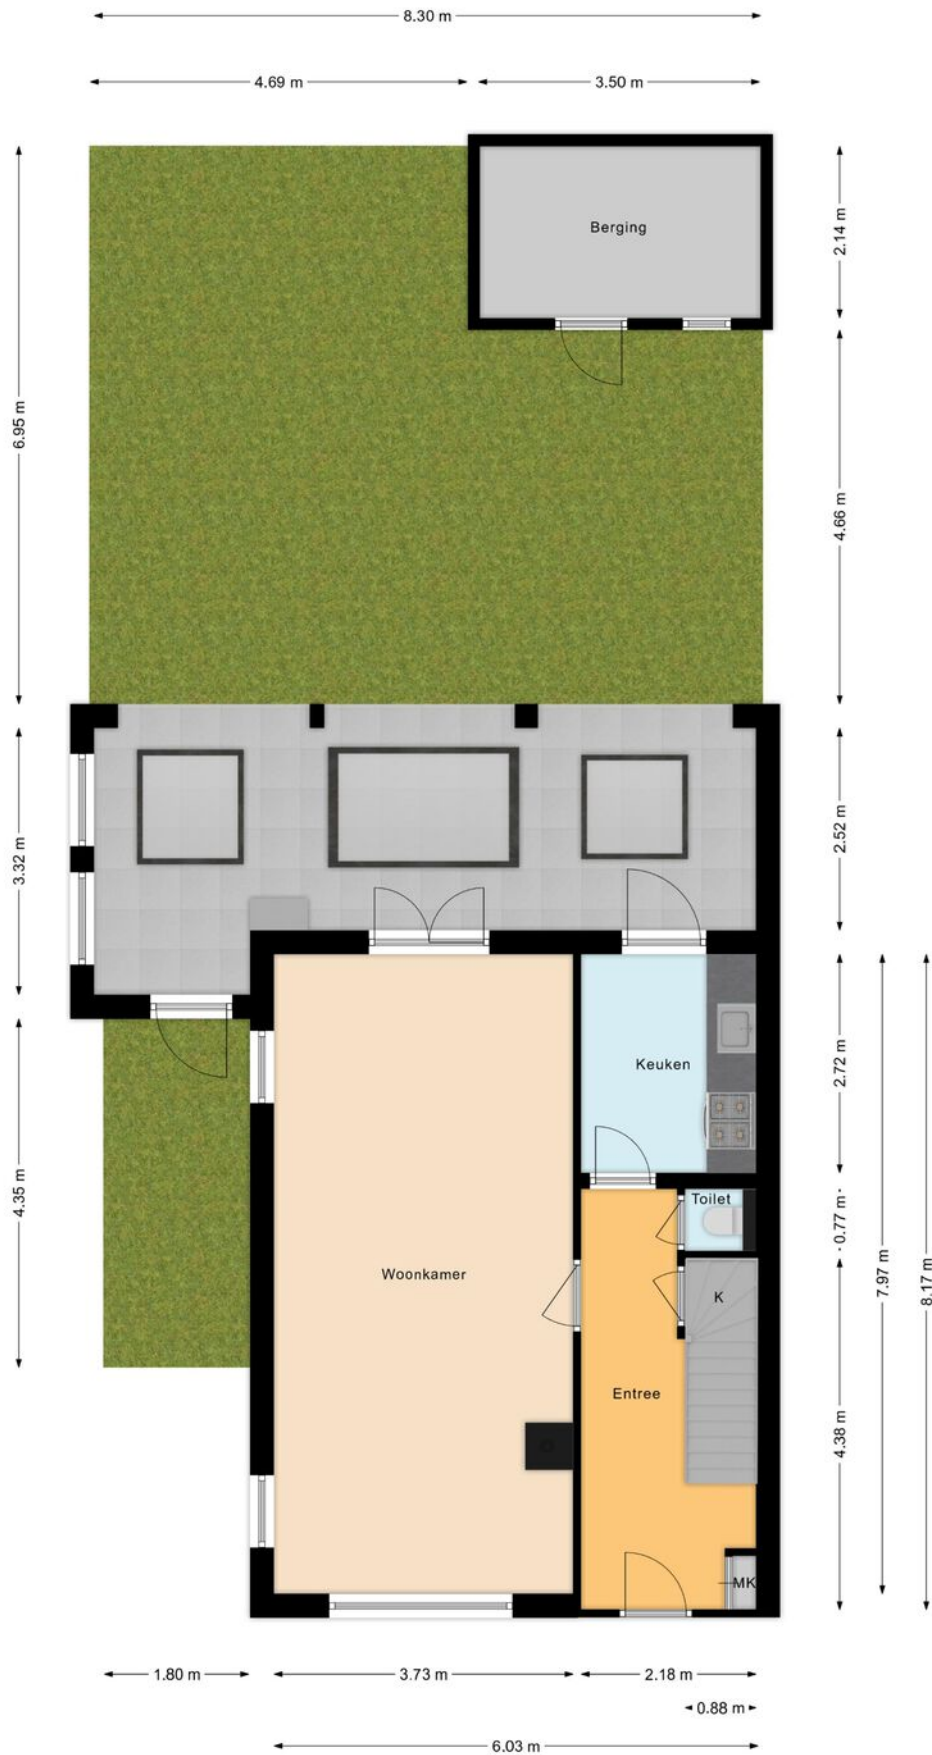 8.30 m
4.69 m
3.50 m
Berging
2.14 m
6.95 m
4.66 m
3.32 m
2.52 m
Keuken
2.72 m
Toilet
0.77 m
4.35 m
7.97 m
8.17 m
Woonkamer
K
Entree
4.38 m
MK
1.80 m
3.73 m
2.18 m
0.88 m
6.03 m